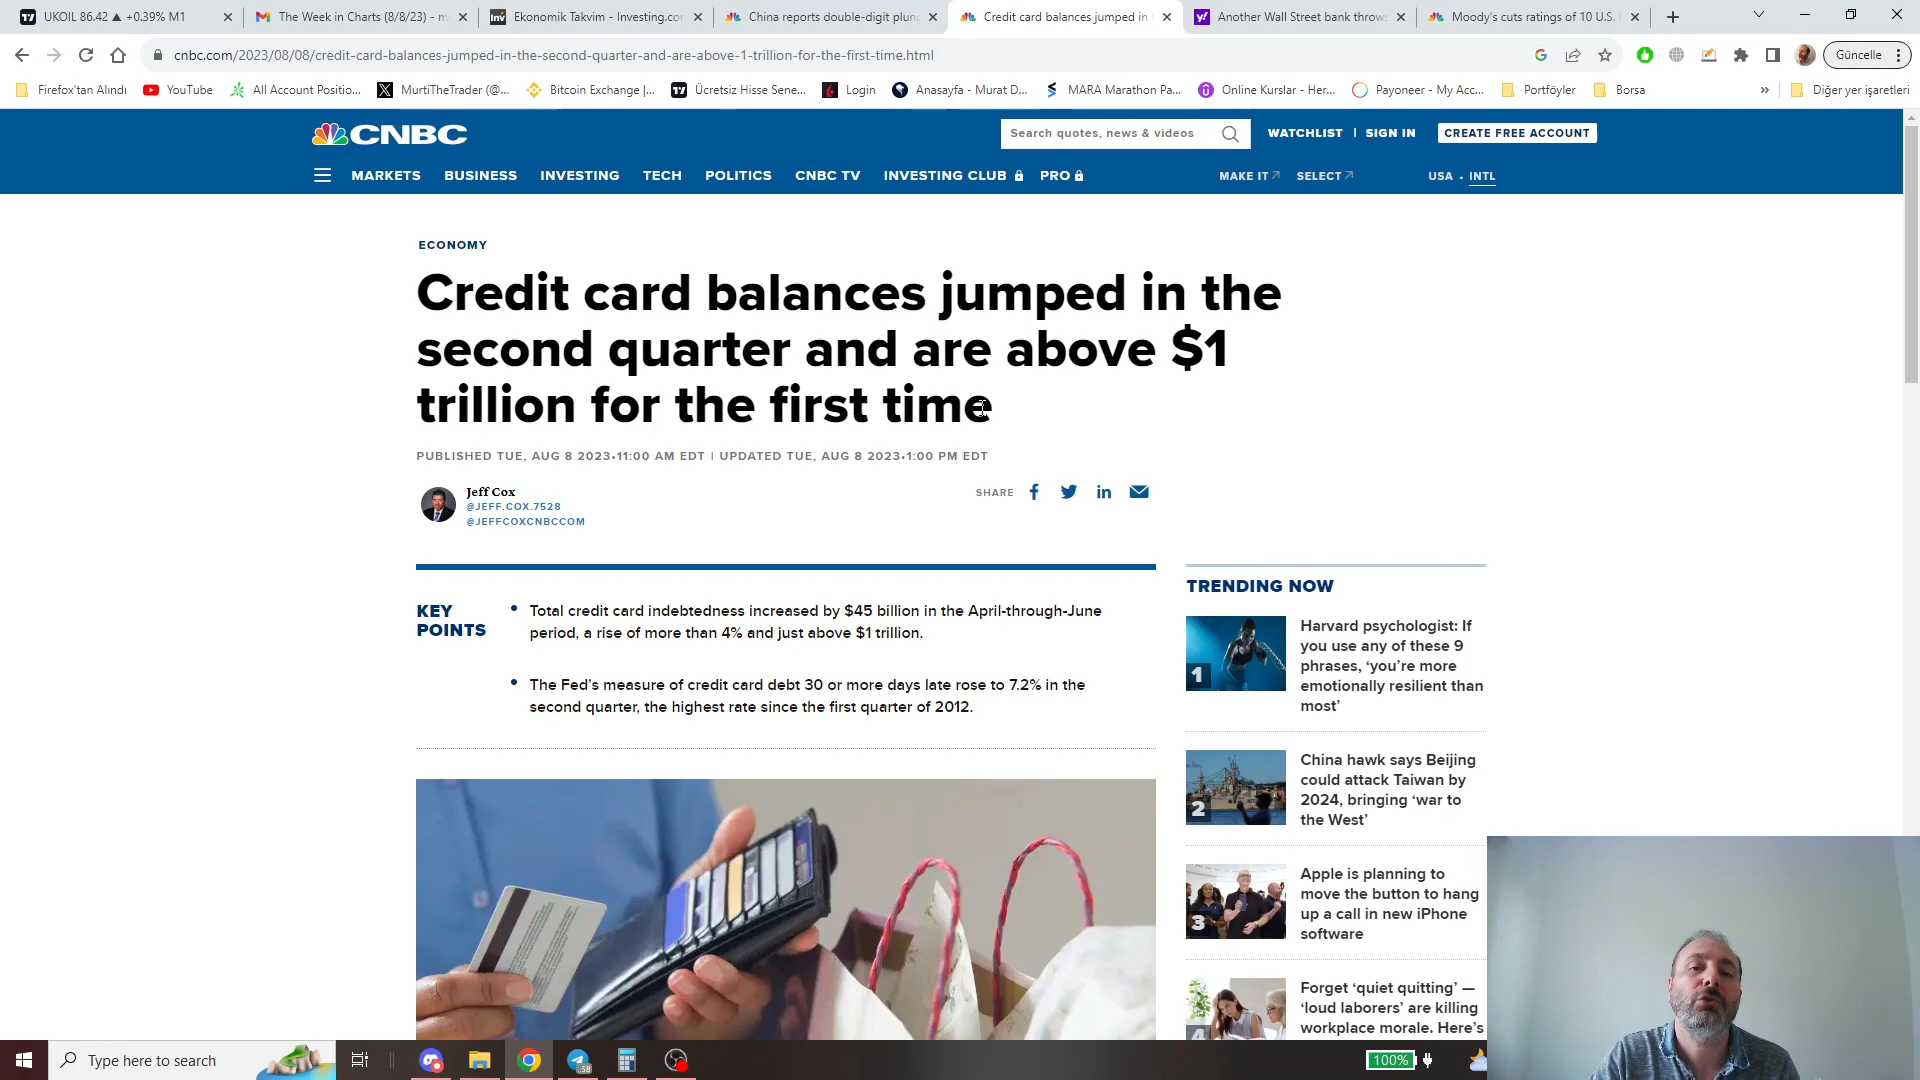 UKOIL 86.42 ▲ +0.39% M1
The Week in Charts (8/8/23) - m
Ekonomik Takvim - Investing.co
China reports double-digit plun
Credit card balances jumped in
Another Wall Street bank throw
Moody's cuts ratings of 10 U.S.
cnbc.com/2023/08/08/credit-card-balances-jumped-in-the-second-quarter-and-are-above-1-trillion-for-the-first-time.html
Güncelle
Firefox'tan Alındı
YouTube
All Account Positio...
MurtiTheTrader (@...
Bitcoin Exchange |...
Ücretsiz Hisse Sene...
Login
Anasayfa - Murat D...
MARA Marathon Pa...
Online Kurslar - Her...
Payoneer - My Acc...
Portföyler
Borsa
»
Diğer yer işaretleri
CNBC
Search quotes, news & videos
WATCHLIST | SIGN IN
CREATE FREE ACCOUNT
MARKETS BUSINESS INVESTING TECH POLITICS CNBC TV INVESTING CLUB PRO
MAKE IT SELECT
USA • INTL
ECONOMY
Credit card balances jumped in the
second quarter and are above $1
trillion for the first time
PUBLISHED TUE, AUG 8 2023•11:00 AM EDT | UPDATED TUE, AUG 8 2023•1:00 PM EDT
Jeff Cox
@JEFF.COX.7528
@JEFFCOXCNBCCOM
SHARE
KEY
POINTS
• Total credit card indebtedness increased by $45 billion in the April-through-June
period, a rise of more than 4% and just above $1 trillion.
• The Fed's measure of credit card debt 30 or more days late rose to 7.2% in the
second quarter, the highest rate since the first quarter of 2012.
TRENDING NOW
1
Harvard psychologist: If
you use any of these 9
phrases, ‘you’re more
emotionally resilient than
most’
2
China hawk says Beijing
could attack Taiwan by
2024, bringing ‘war to
the West’
3
Apple is planning to
move the button to hang
up a call in new iPhone
software
4
Forget ‘quiet quitting’ —
‘loud laborers’ are killing
workplace morale. Here’s
Type here to search
58
100%